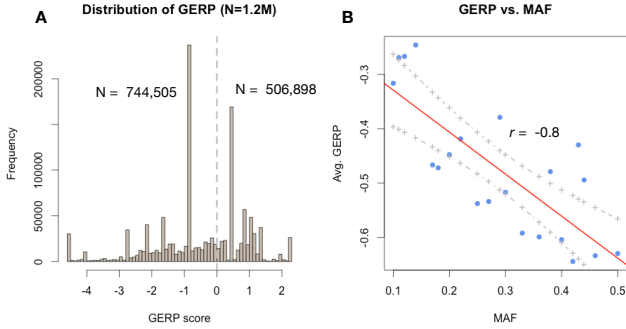 A
Distribution of GERP (N=1.2M)
N = 744,505
N = 506,898
Frequency
0
50000
100000
200000
-4
-3
-2
-1
0
1
2
GERP score
B
GERP vs. MAF
r = -0.8
Avg. GERP
-0.3
-0.4
-0.5
-0.6
0.1
0.2
0.3
0.4
0.5
MAF